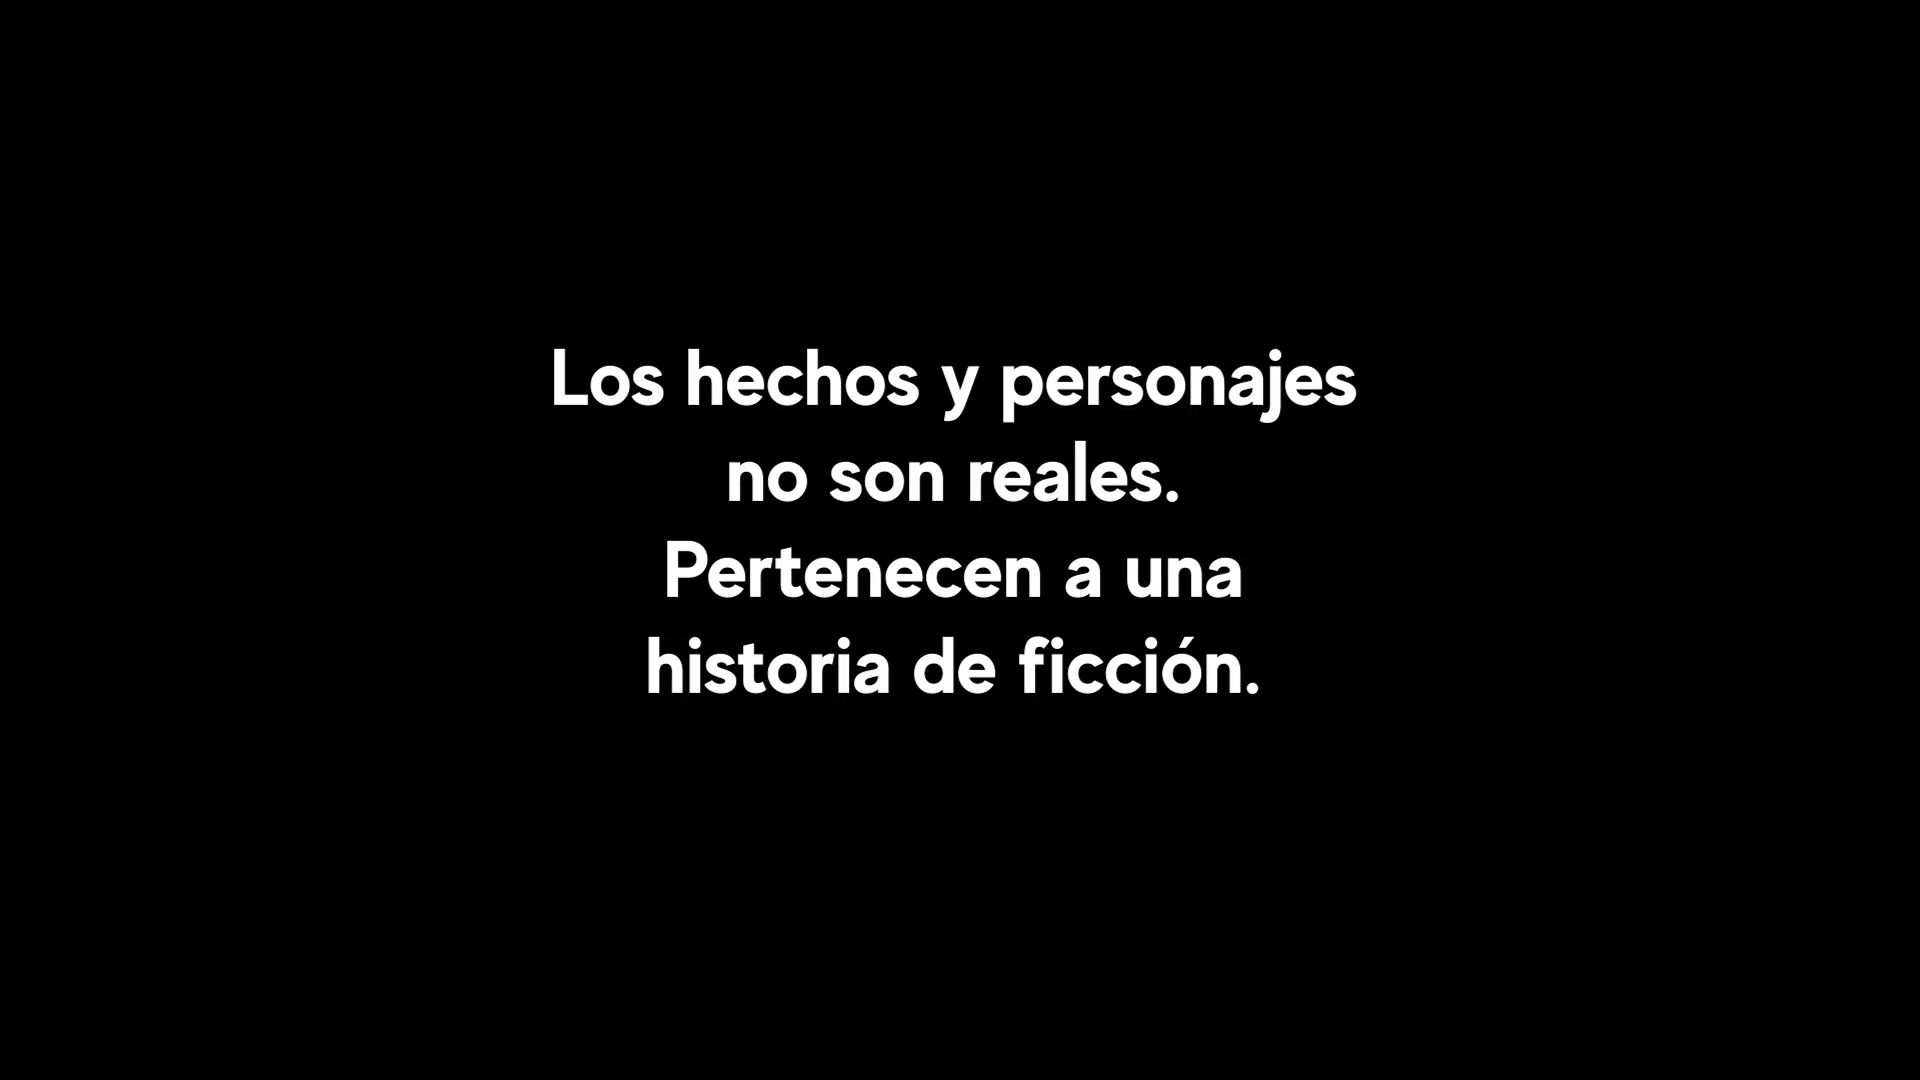 Los hechos y personajes
no son reales.
Pertenecen a una
historia de ficción.